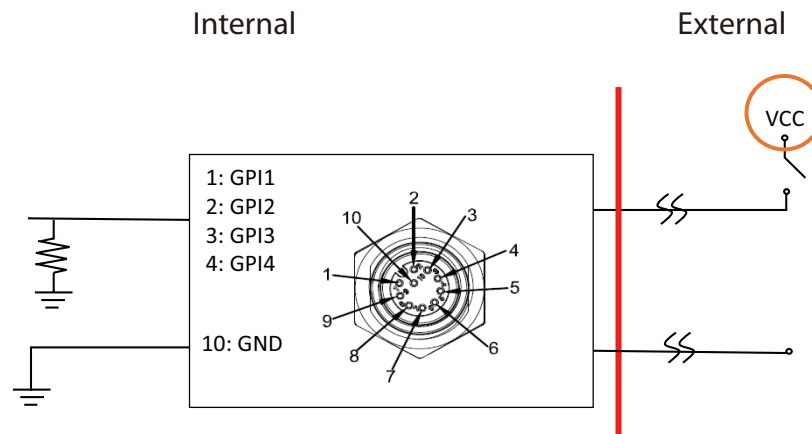 Internal
External
VCC
1: GPI1
2: GPI2
3: GPI3
4: GPI4
10: GND
2
3
10
4
1
5
9
6
8
7